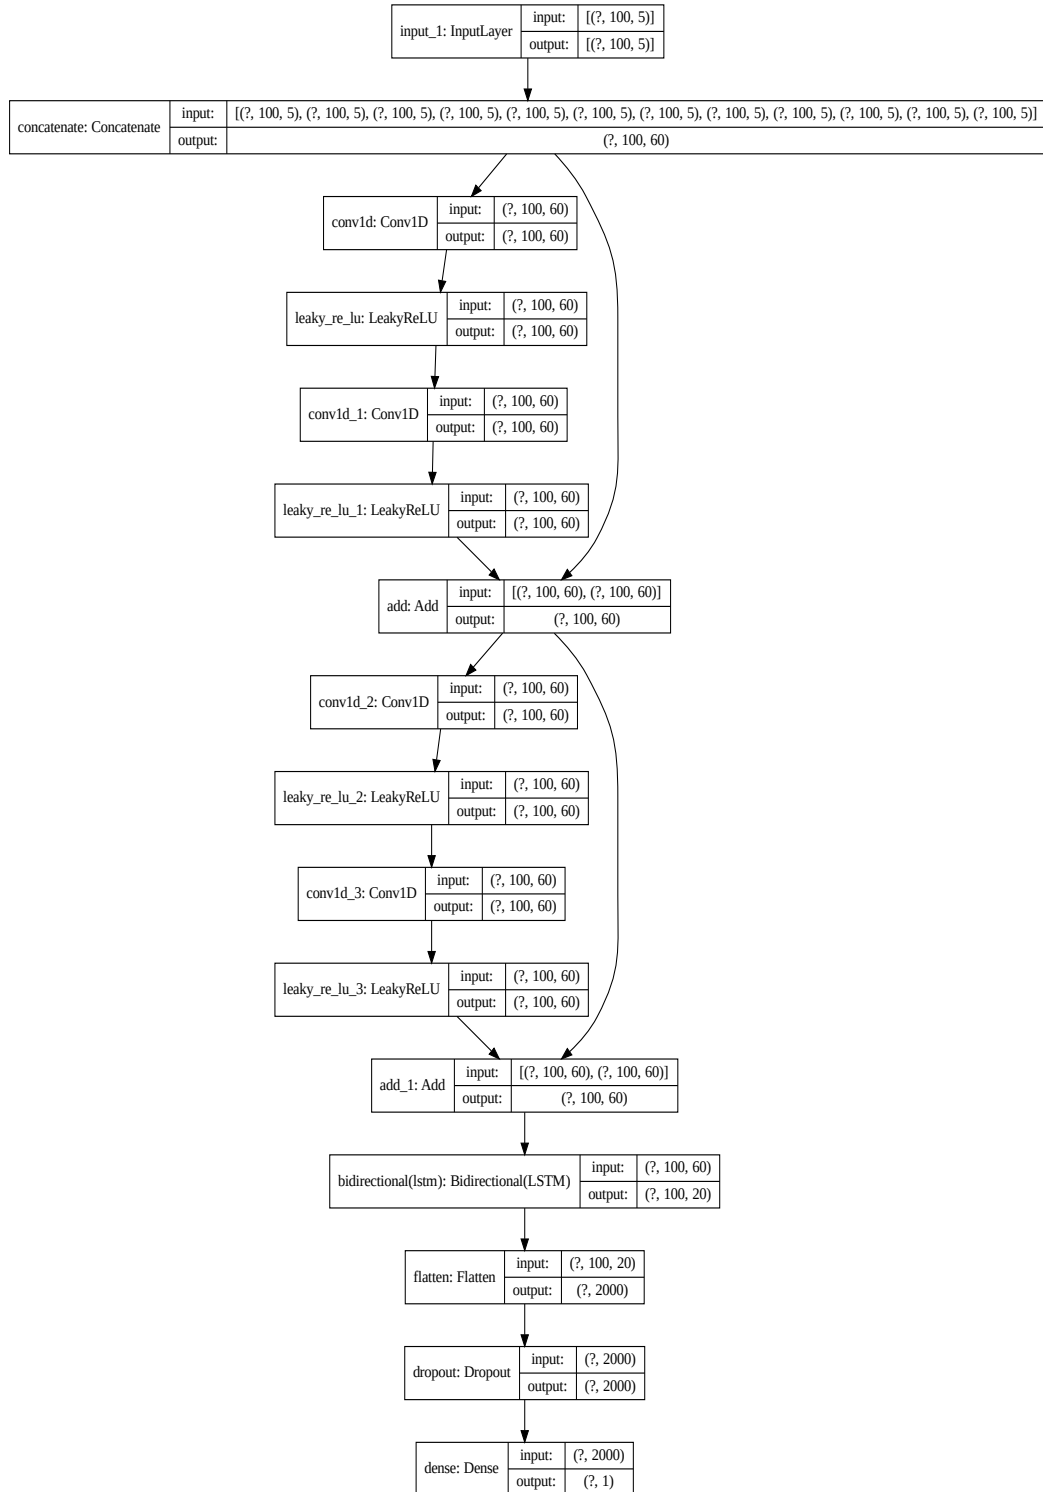 input_1: InputLayer
input: [(?, 100, 5)]
output: [(?, 100, 5)]
concatenate: Concatenate
input: [(?, 100, 5), (?, 100, 5), (?, 100, 5), (?, 100, 5), (?, 100, 5), (?, 100, 5), (?, 100, 5), (?, 100, 5), (?, 100, 5), (?, 100, 5), (?, 100, 5), (?, 100, 5)]
output: (?, 100, 60)
conv1d: Conv1D
input: (?, 100, 60)
output: (?, 100, 60)
leaky_re_lu: LeakyReLU
input: (?, 100, 60)
output: (?, 100, 60)
conv1d_1: Conv1D
input: (?, 100, 60)
output: (?, 100, 60)
leaky_re_lu_1: LeakyReLU
input: (?, 100, 60)
output: (?, 100, 60)
add: Add
input: [(?, 100, 60), (?, 100, 60)]
output: (?, 100, 60)
conv1d_2: Conv1D
input: (?, 100, 60)
output: (?, 100, 60)
leaky_re_lu_2: LeakyReLU
input: (?, 100, 60)
output: (?, 100, 60)
conv1d_3: Conv1D
input: (?, 100, 60)
output: (?, 100, 60)
leaky_re_lu_3: LeakyReLU
input: (?, 100, 60)
output: (?, 100, 60)
add_1: Add
input: [(?, 100, 60), (?, 100, 60)]
output: (?, 100, 60)
bidirectional(lstm): Bidirectional(LSTM)
input: (?, 100, 60)
output: (?, 100, 20)
flatten: Flatten
input: (?, 100, 20)
output: (?, 2000)
dropout: Dropout
input: (?, 2000)
output: (?, 2000)
dense: Dense
input: (?, 2000)
output: (?, 1)